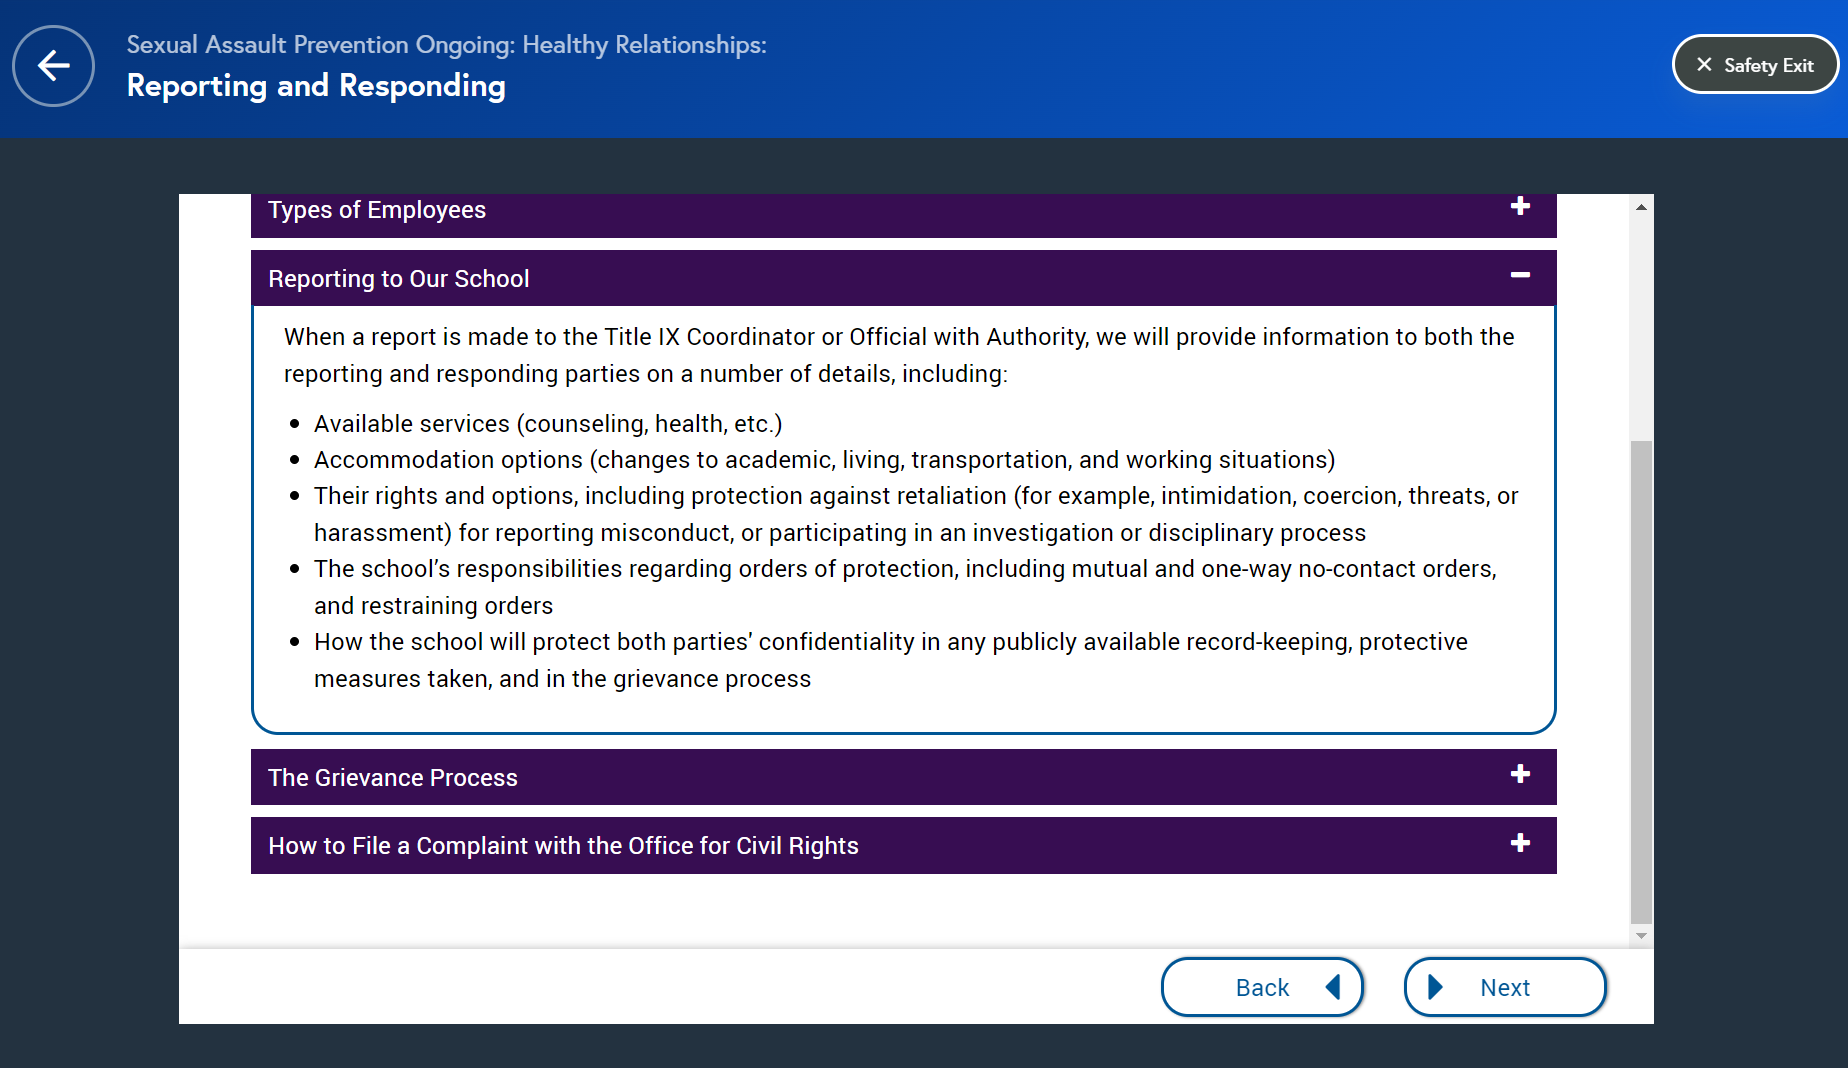 Sexual Assault Prevention Ongoing: Healthy Relationships:
Reporting and Responding
Safety Exit
Types of Employees
Reporting to Our School
When a report is made to the Title IX Coordinator or Official with Authority, we will provide information to both the
reporting and responding parties on a number of details, including:
Available services (counseling, health, etc.)
Accommodation options (changes to academic, living, transportation, and working situations)
Their rights and options, including protection against retaliation (for example, intimidation, coercion, threats, or
harassment) for reporting misconduct, or participating in an investigation or disciplinary process
The school’s responsibilities regarding orders of protection, including mutual and one-way no-contact orders,
and restraining orders
How the school will protect both parties' confidentiality in any publicly available record-keeping, protective
measures taken, and in the grievance process
The Grievance Process
How to File a Complaint with the Office for Civil Rights
Back
Next